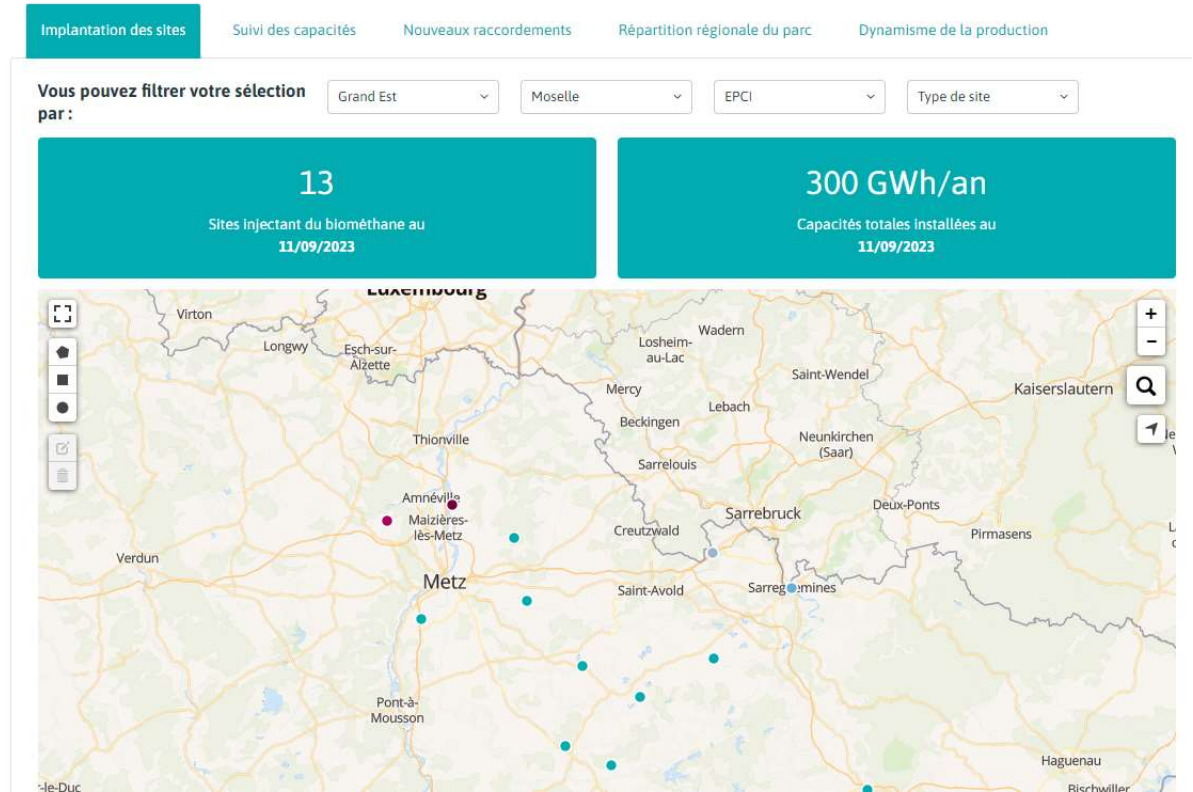 Implantation des sites
Suivi des capacités
Nouveaux raccordements
Répartition régionale du parc
Dynamisme de la production
Vous pouvez filtrer votre sélection
par :
Grand Est
Moselle
EPCI
Type de site
13
Sites injectant du biométhane au
11/09/2023
300 GWh/an
Capacités totales installées au
11/09/2023
Luxembourg
Virton
Longwy
Esch-sur-
Alzette
Wadern
Losheim-
au-Lac
Saint-Wendel
Kaiserslautern
Mercy
Lebach
Beckingen
Neunkirchen
(Saar)
Thionville
Sarrelouis
Amnéville
Maizières-
lès-Metz
Deux-Ponts
Sarrebruck
Creutzwald
Pirmasens
Verdun
Metz
Saint-Avold
Sarreguemines
Pont-à-
Mousson
Haguenau
Bischwiller
r-le-Duc
+
−